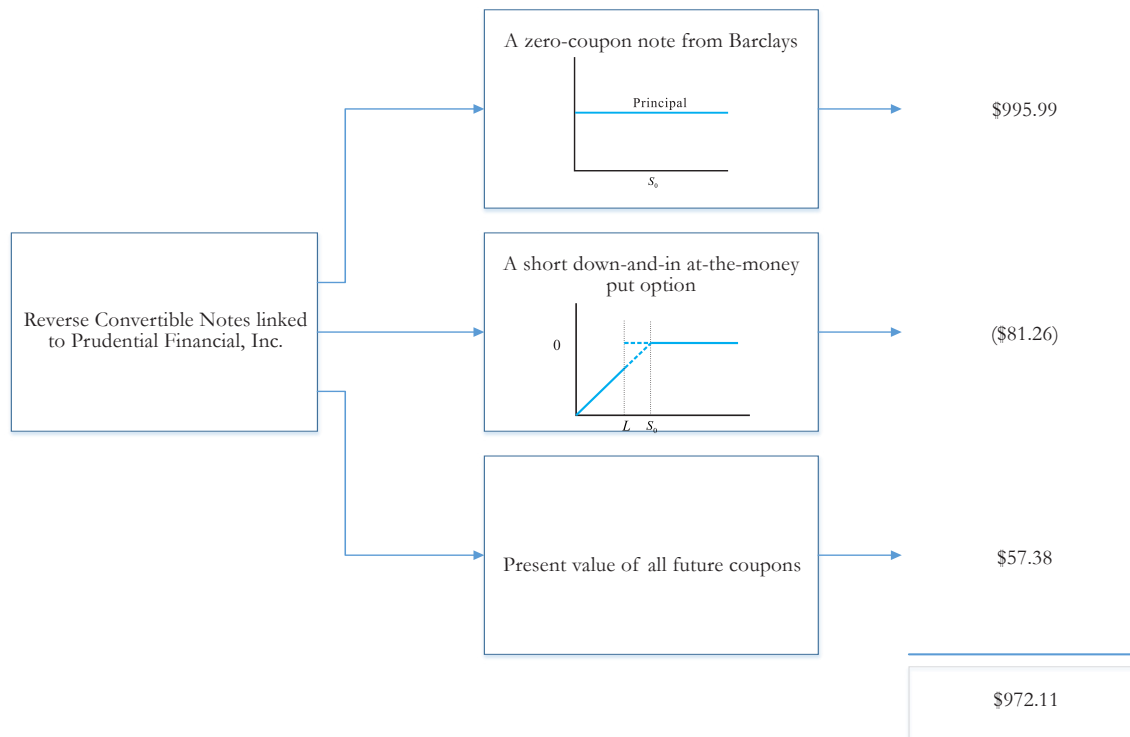 A zero-coupon note from Barclays
Principal
S0
$995.99
Reverse Convertible Notes linked
to Prudential Financial, Inc.
A short down-and-in at-the-money
put option
0
L S0
($81.26)
Present value of all future coupons
$57.38
$972.11